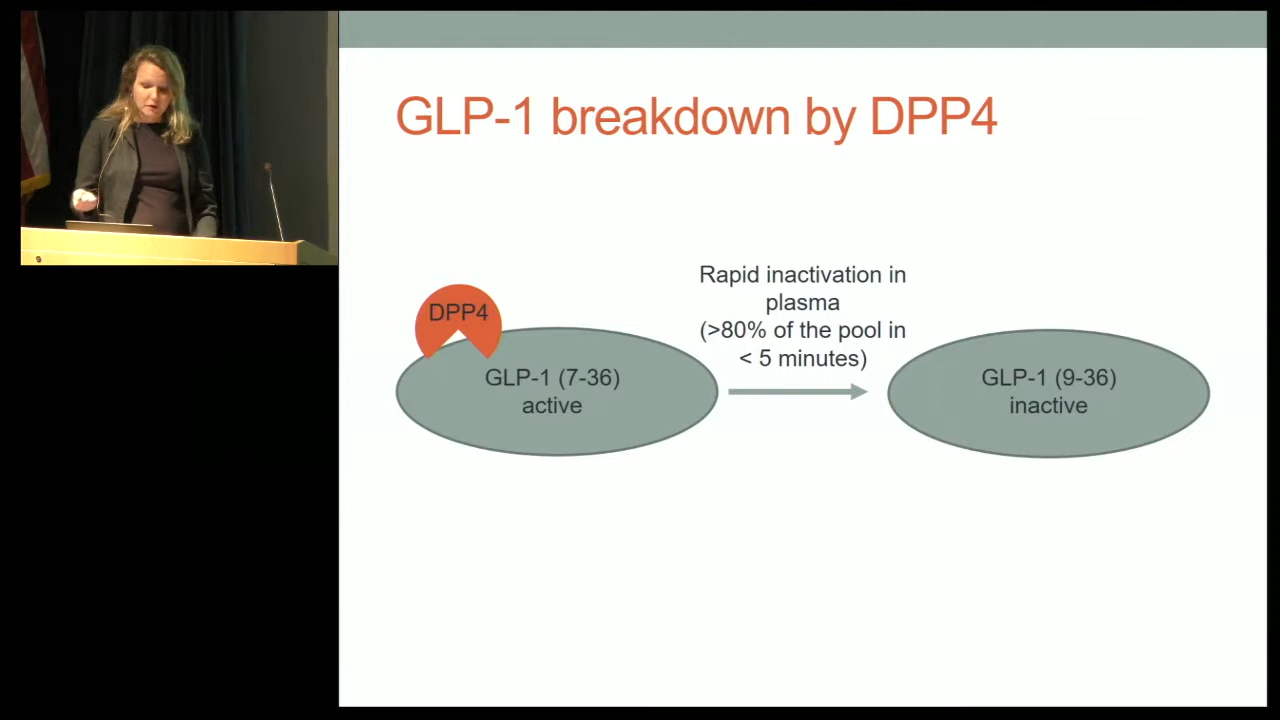 GLP-1 breakdown by DPP4
Rapid inactivation in
plasma
(>80% of the pool in
< 5 minutes)
DPP4
GLP-1 (7-36)
active
GLP-1 (9-36)
inactive